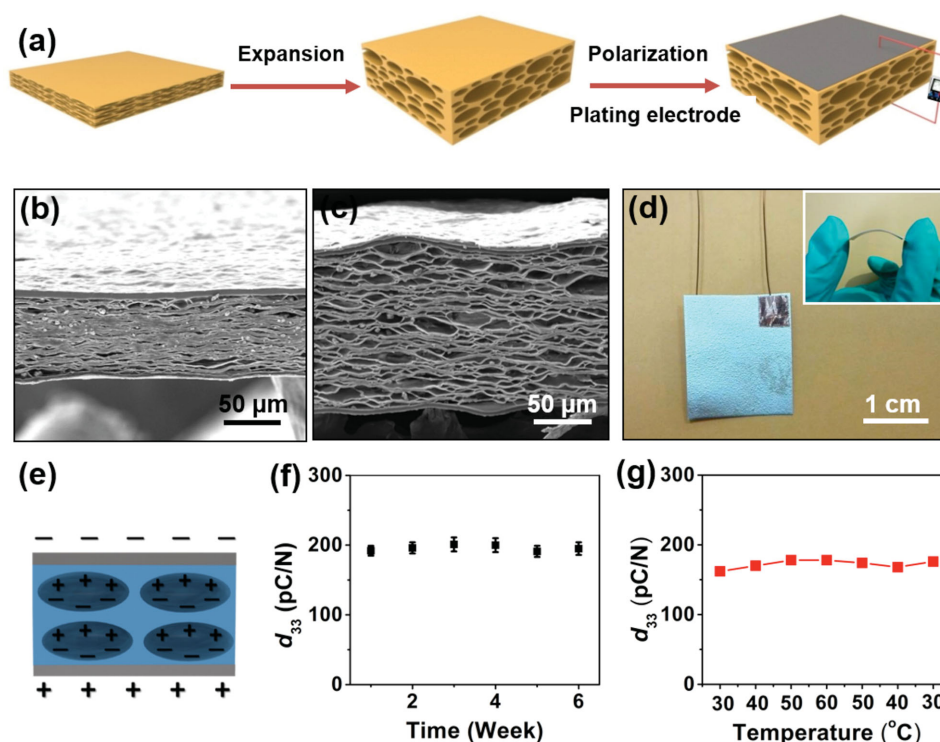 (a)
Expansion
Polarization
Plating electrode
(b)
50 µm
(c)
50 µm
(d)
1 cm
(e)
– – – – –
+ + +
– – –
+ + +
– – –
+ + +
– – –
+ + +
– – –
+ + + + +
(f)
300
200
100
0
d33 (pC/N)
2 4 6
Time (Week)
(g)
300
200
100
0
d33 (pC/N)
30 40 50 60 50 40 30
Temperature (oC)